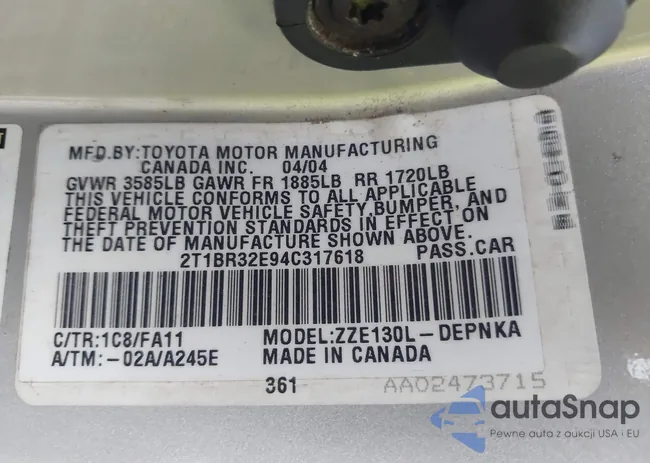 MFD.BY:TOYOTA MOTOR MANUFACTURING
CANADA INC. 04/04
GVWR 3585LB GAWR FR 1885LB RR 1720LB
THIS VEHICLE CONFORMS TO ALL APPLICABLE
FEDERAL MOTOR VEHICLE SAFETY,BUMPER, AND
THEFT PREVENTION STANDARDS IN EFFECT ON
THE DATE OF MANUFACTURE SHOWN ABOVE.
2T1BR32E94C317618 PASS.CAR
C/TR:1C8/FA11 MODEL:ZZE130L-DEPNKA
A/TM:-02A/A245E MADE IN CANADA
361 AA02473715
autaSnap
Pewne auta z aukcji USA i EU